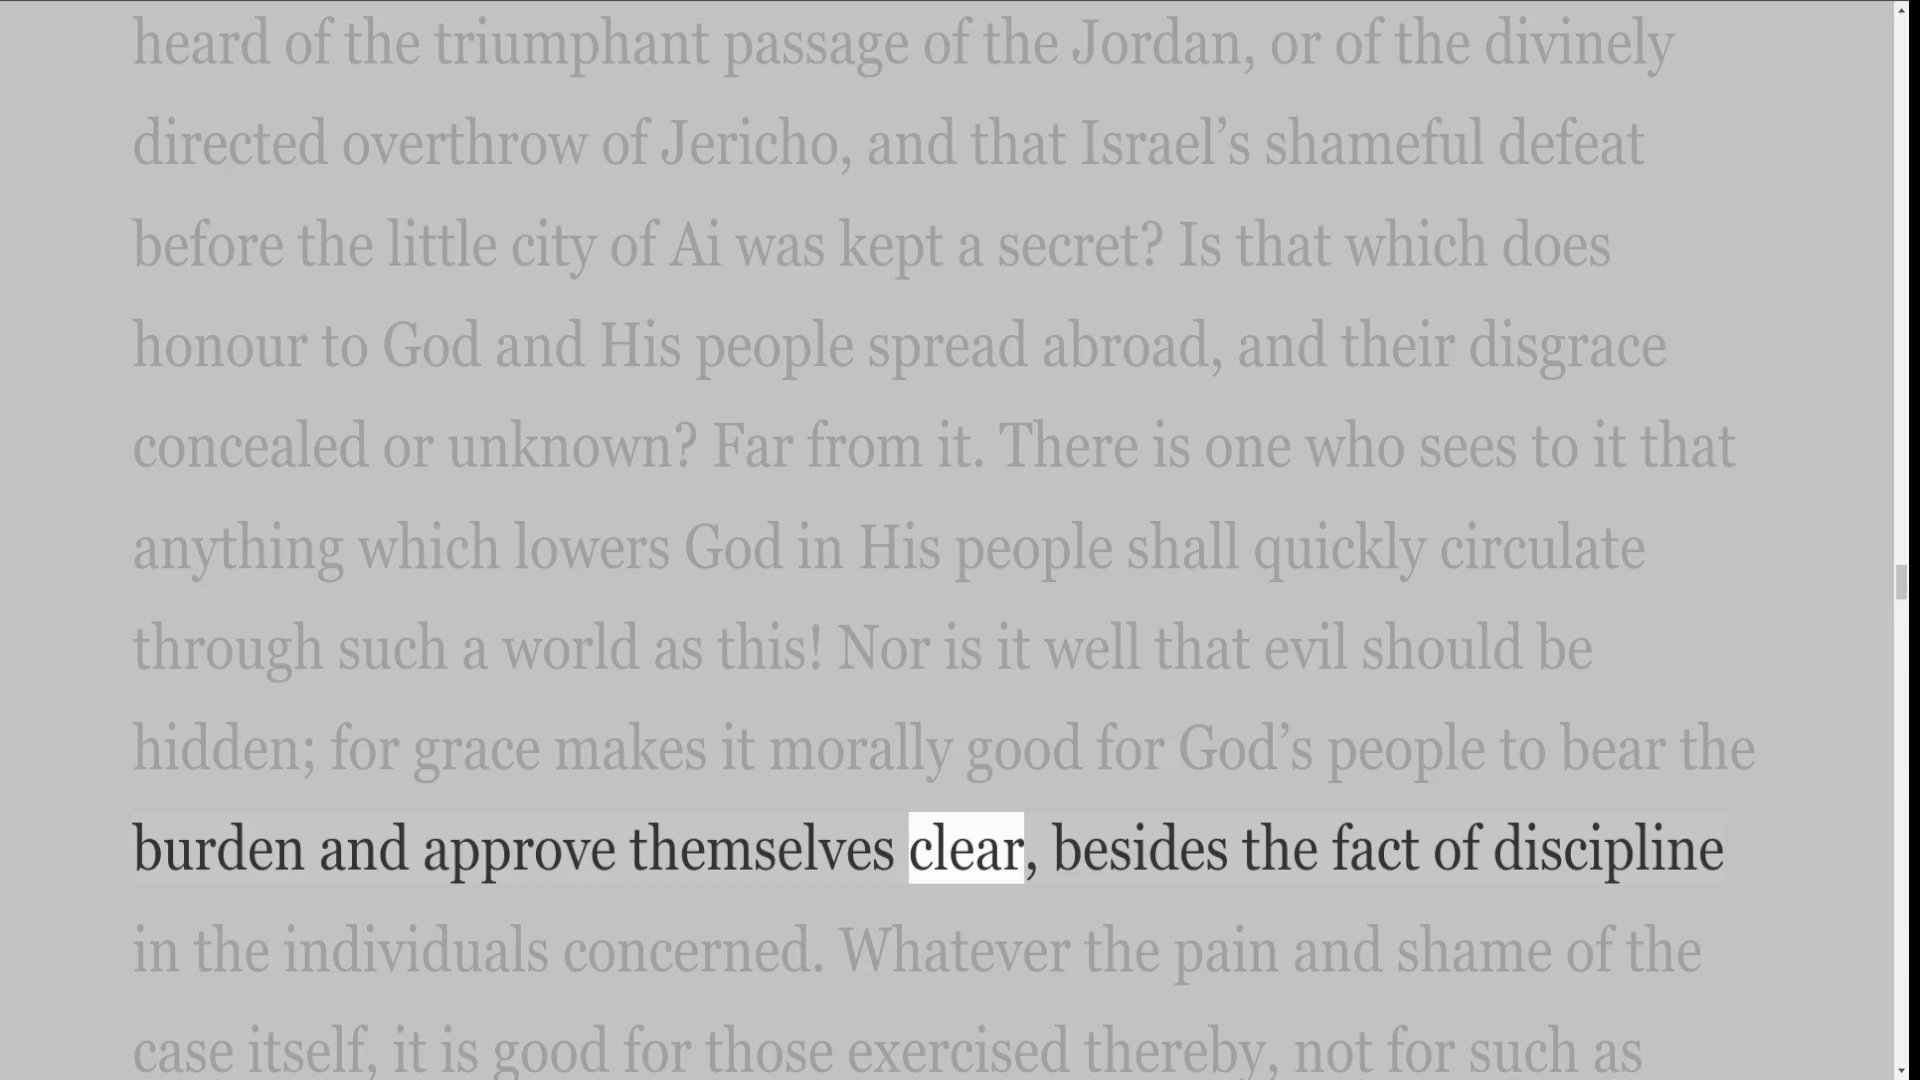 heard of the triumphant passage of the Jordan, or of the divinely
directed overthrow of Jericho, and that Israel’s shameful defeat
before the little city of Ai was kept a secret? Is that which does
honour to God and His people spread abroad, and their disgrace
concealed or unknown? Far from it. There is one who sees to it that
anything which lowers God in His people shall quickly circulate
through such a world as this! Nor is it well that evil should be
hidden; for grace makes it morally good for God’s people to bear the
burden and approve themselves clear, besides the fact of discipline
in the individuals concerned. Whatever the pain and shame of the
case itself, it is good for those exercised thereby, not for such as